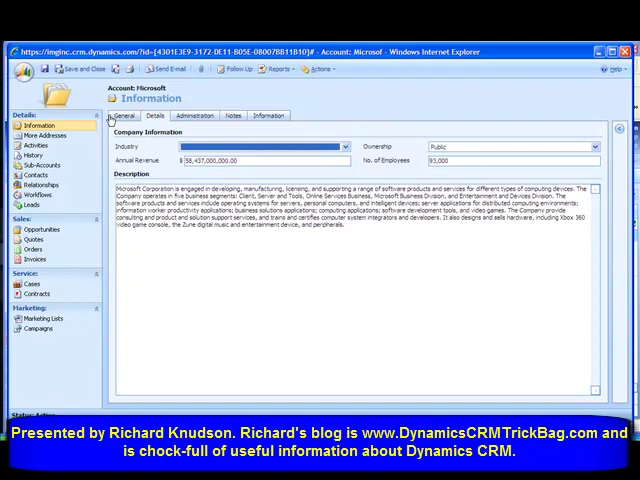 https://imginc.crm.dynamics.com/?id=[4301E3E9-3172-DE11-B05E-08007BB11B10]# - Account: Microsof - Windows Internet Explorer
Save and Close Send E-mail Follow Up Reports Actions Help
Account: Microsoft
Information
Details:
Information
More Addresses
Activities
History
Sub-Accounts
Contacts
Relationships
Workflows
Leads
Sales:
Opportunities
Quotes
Orders
Invoices
Service:
Cases
Contracts
Marketing:
Marketing Lists
Campaigns
General Details Administration Notes Information
Company Information
Industry Ownership Public
Annual Revenue $ 58,437,000,000.00 No. of Employees 93,000
Description
Microsoft Corporation is engaged in developing, manufacturing, licensing, and supporting a range of software products and services for different types of computing devices. The
Company operates in five business segments: Client, Server and Tools, Online Services Business, Microsoft Business Division, and Entertainment and Devices Division. The
software products and services include operating systems for servers, personal computers, and intelligent devices; server applications for distributed computing environments;
information worker productivity applications; business solutions applications; computing applications; software development tools, and video games. The Company provide
consulting and product and solution support services, and trains and certifies computer system integrators and developers. It also designs and sells hardware, including Xbox 360
video game console, the Zune digital music and entertainment device, and peripherals.
Status: Active
Presented by Richard Knudson. Richard's blog is www.DynamicsCRMTrickBag.com and
is chock-full of useful information about Dynamics CRM.